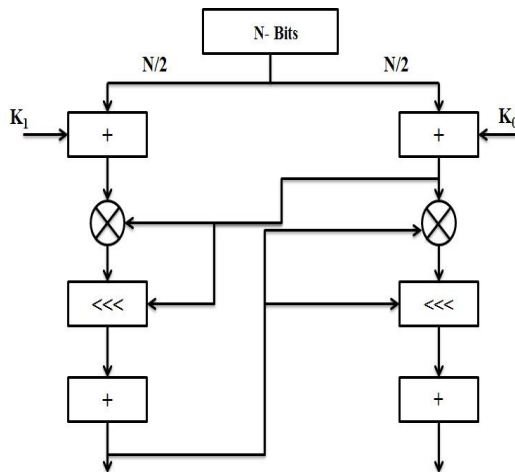 N- Bits
N/2 N/2
K1 K0
+ +
<<< <<<
+ +